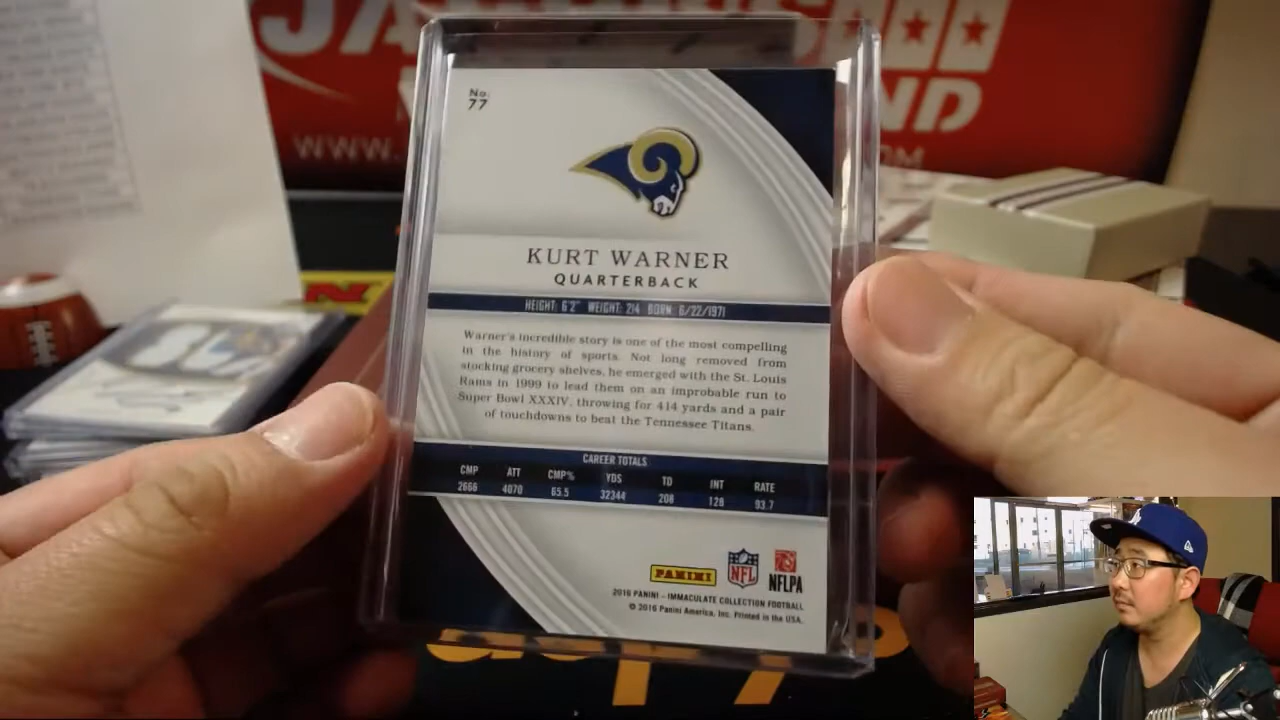 WWW.
ND
.COM
No.
77
KURT WARNER
QUARTERBACK
HEIGHT: 6'2" WEIGHT: 214 BORN: 6/22/1971
Warner's incredible story is one of the most compelling
in the history of sports. Not long removed from
stocking grocery shelves, he emerged with the St. Louis
Rams in 1999 to lead them on an improbable run to
Super Bowl XXXIV, throwing for 414 yards and a pair
of touchdowns to beat the Tennessee Titans.
CAREER TOTALS
CMP ATT CMP% YDS TD INT RATE
2666 4070 65.5 32344 208 128 93.7
PANINI NFL NFLPA
2016 PANINI – IMMACULATE COLLECTION FOOTBALL
© 2016 Panini America, Inc. Printed in the USA.